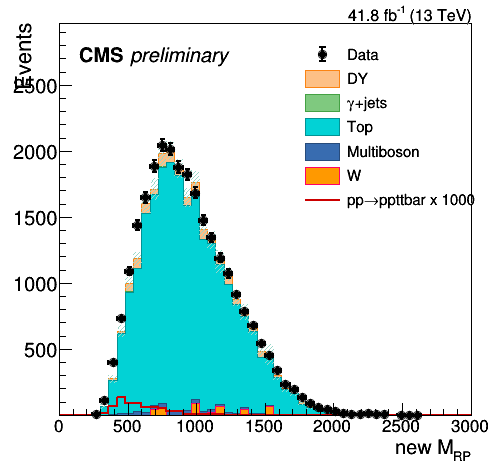 41.8 fb⁻¹ (13 TeV)
Events
CMS preliminary
Data
DY
γ+jets
Top
Multiboson
W
pp→ppttbar x 1000
2500
2000
1500
1000
500
0 500 1000 1500 2000 2500 3000
new M_RP